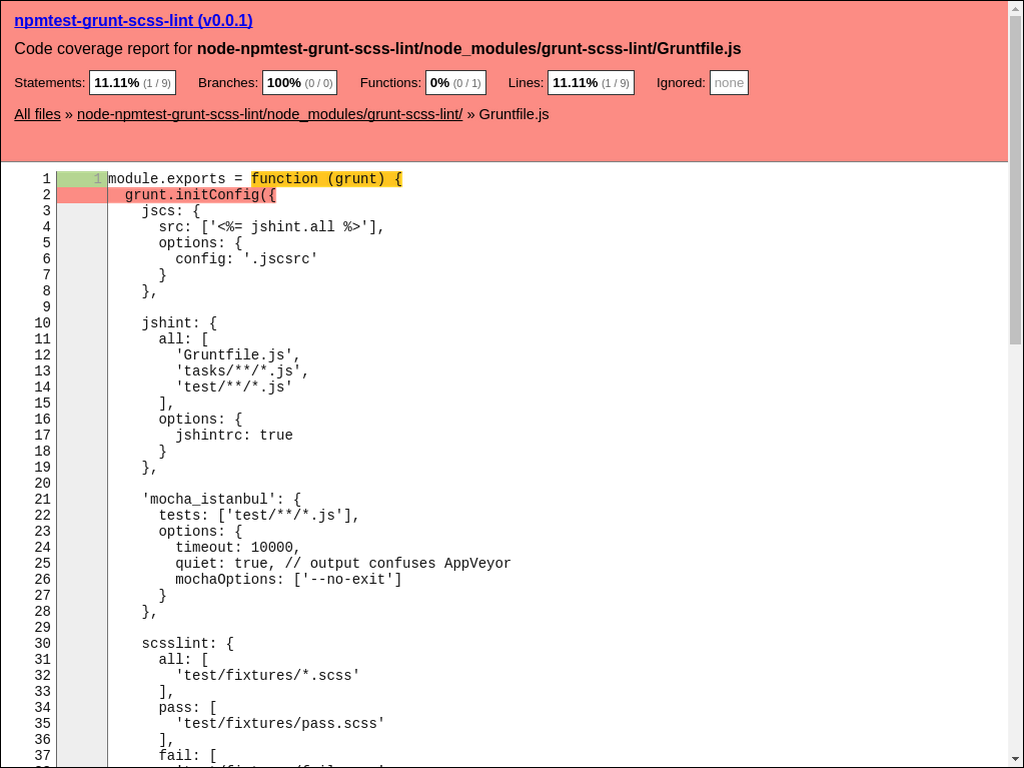 npmtest-grunt-scss-lint (v0.0.1)
Code coverage report for node-npmtest-grunt-scss-lint/node_modules/grunt-scss-lint/Gruntfile.js
Statements: 11.11% (1 / 9) Branches: 100% (0 / 0) Functions: 0% (0 / 1) Lines: 11.11% (1 / 9) Ignored: none
All files » node-npmtest-grunt-scss-lint/node_modules/grunt-scss-lint/ » Gruntfile.js
1 1 module.exports = function (grunt) {
2   grunt.initConfig({
3     jscs: {
4       src: ['<%= jshint.all %>'],
5       options: {
6         config: '.jscsrc'
7       }
8     },
9
10     jshint: {
11       all: [
12         'Gruntfile.js',
13         'tasks/**/*.js',
14         'test/**/*.js'
15       ],
16       options: {
17         jshintrc: true
18       }
19     },
20
21     'mocha_istanbul': {
22       tests: ['test/**/*.js'],
23       options: {
24         timeout: 10000,
25         quiet: true, // output confuses AppVeyor
26         mochaOptions: ['--no-exit']
27       }
28     },
29
30     scsslint: {
31       all: [
32         'test/fixtures/*.scss'
33       ],
34       pass: [
35         'test/fixtures/pass.scss'
36       ],
37       fail: [